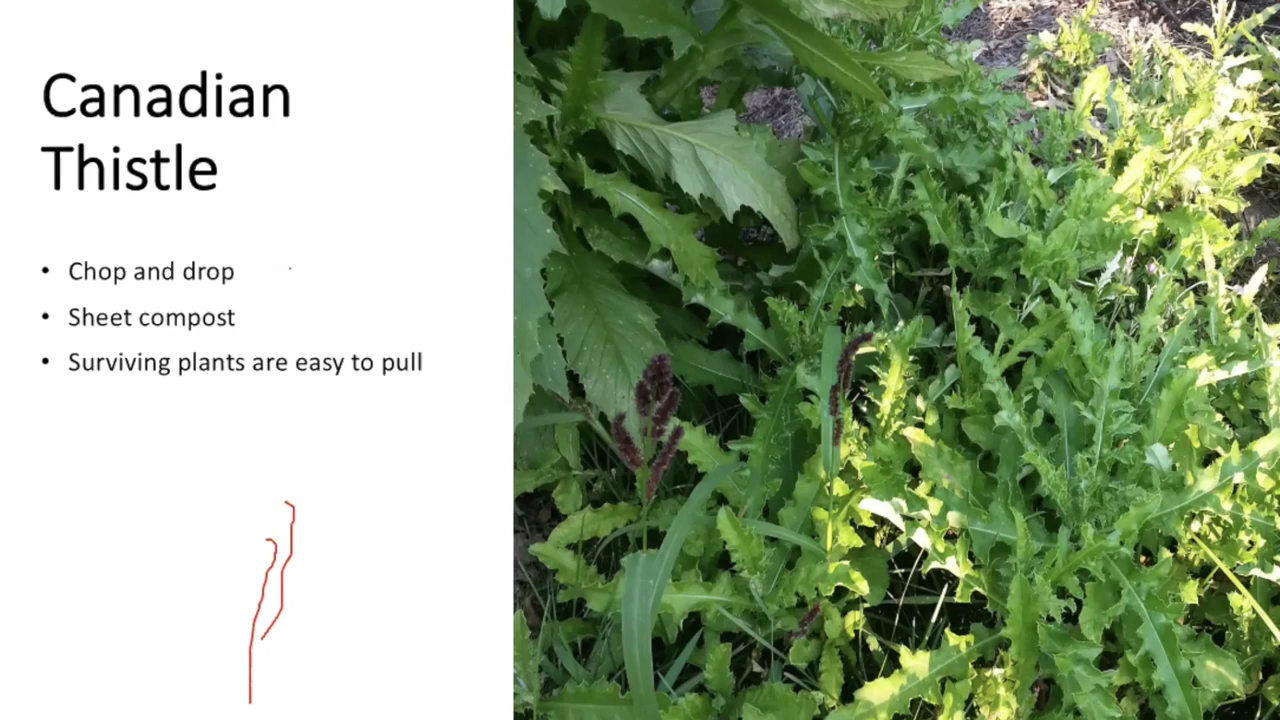 Canadian
Thistle
• Chop and drop
• Sheet compost
• Surviving plants are easy to pull